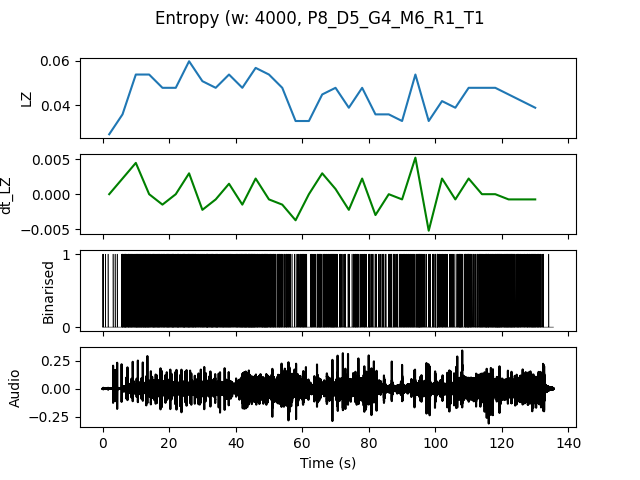 Entropy (w: 4000, P8_D5_G4_M6_R1_T1
0.06
0.04
LZ
0.005
0.000
−0.005
dt_LZ
1
0
Binarised
0.25
0.00
−0.25
Audio
0 20 40 60 80 100 120 140
Time (s)